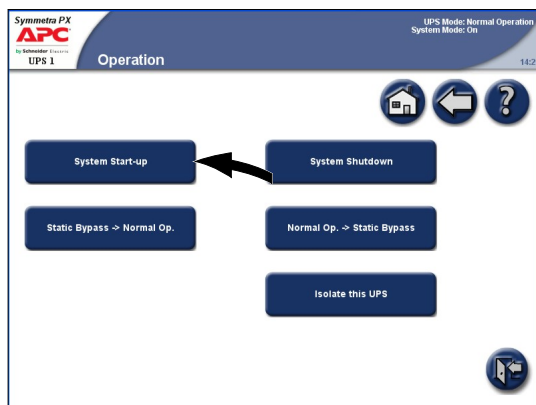 Symmetra PX
UPS Mode: Normal Operation
System Mode: On
APC
by Schneider Electric
UPS 1
Operation
14:2
?
System Start-up
System Shutdown
Static Bypass -> Normal Op.
Normal Op. -> Static Bypass
Isolate this UPS